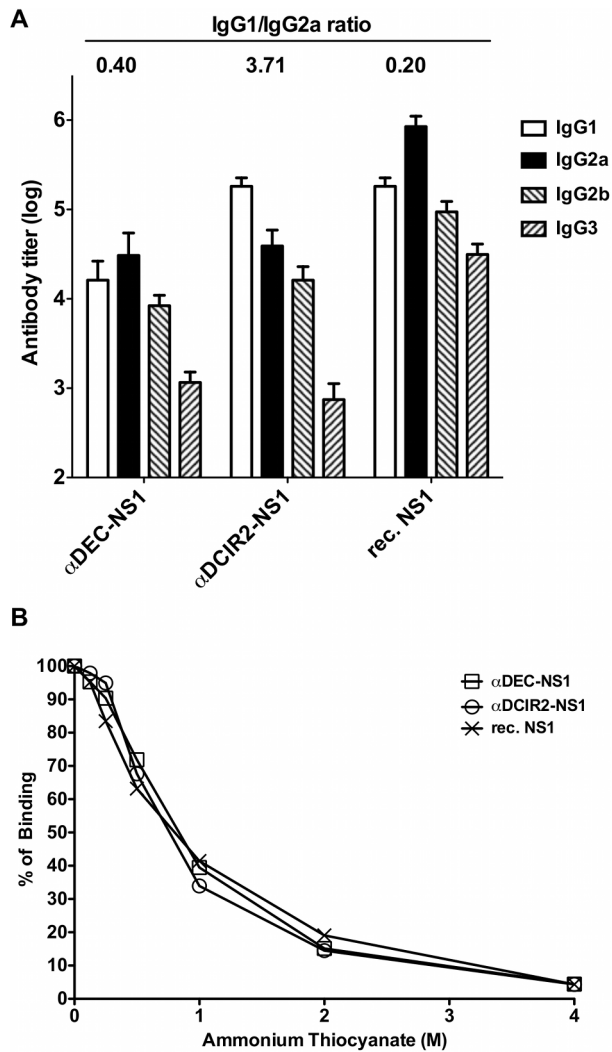 A
IgG1/IgG2a ratio
0.40 3.71 0.20
6
5
4
3
2
Antibody titer (log)
IgG1
IgG2a
IgG2b
IgG3
αDEC-NS1
αDCIR2-NS1
rec. NS1
B
100
90
80
70
60
50
40
30
20
10
0
% of Binding
αDEC-NS1
αDCIR2-NS1
rec. NS1
0 1 2 3 4
Ammonium Thiocyanate (M)